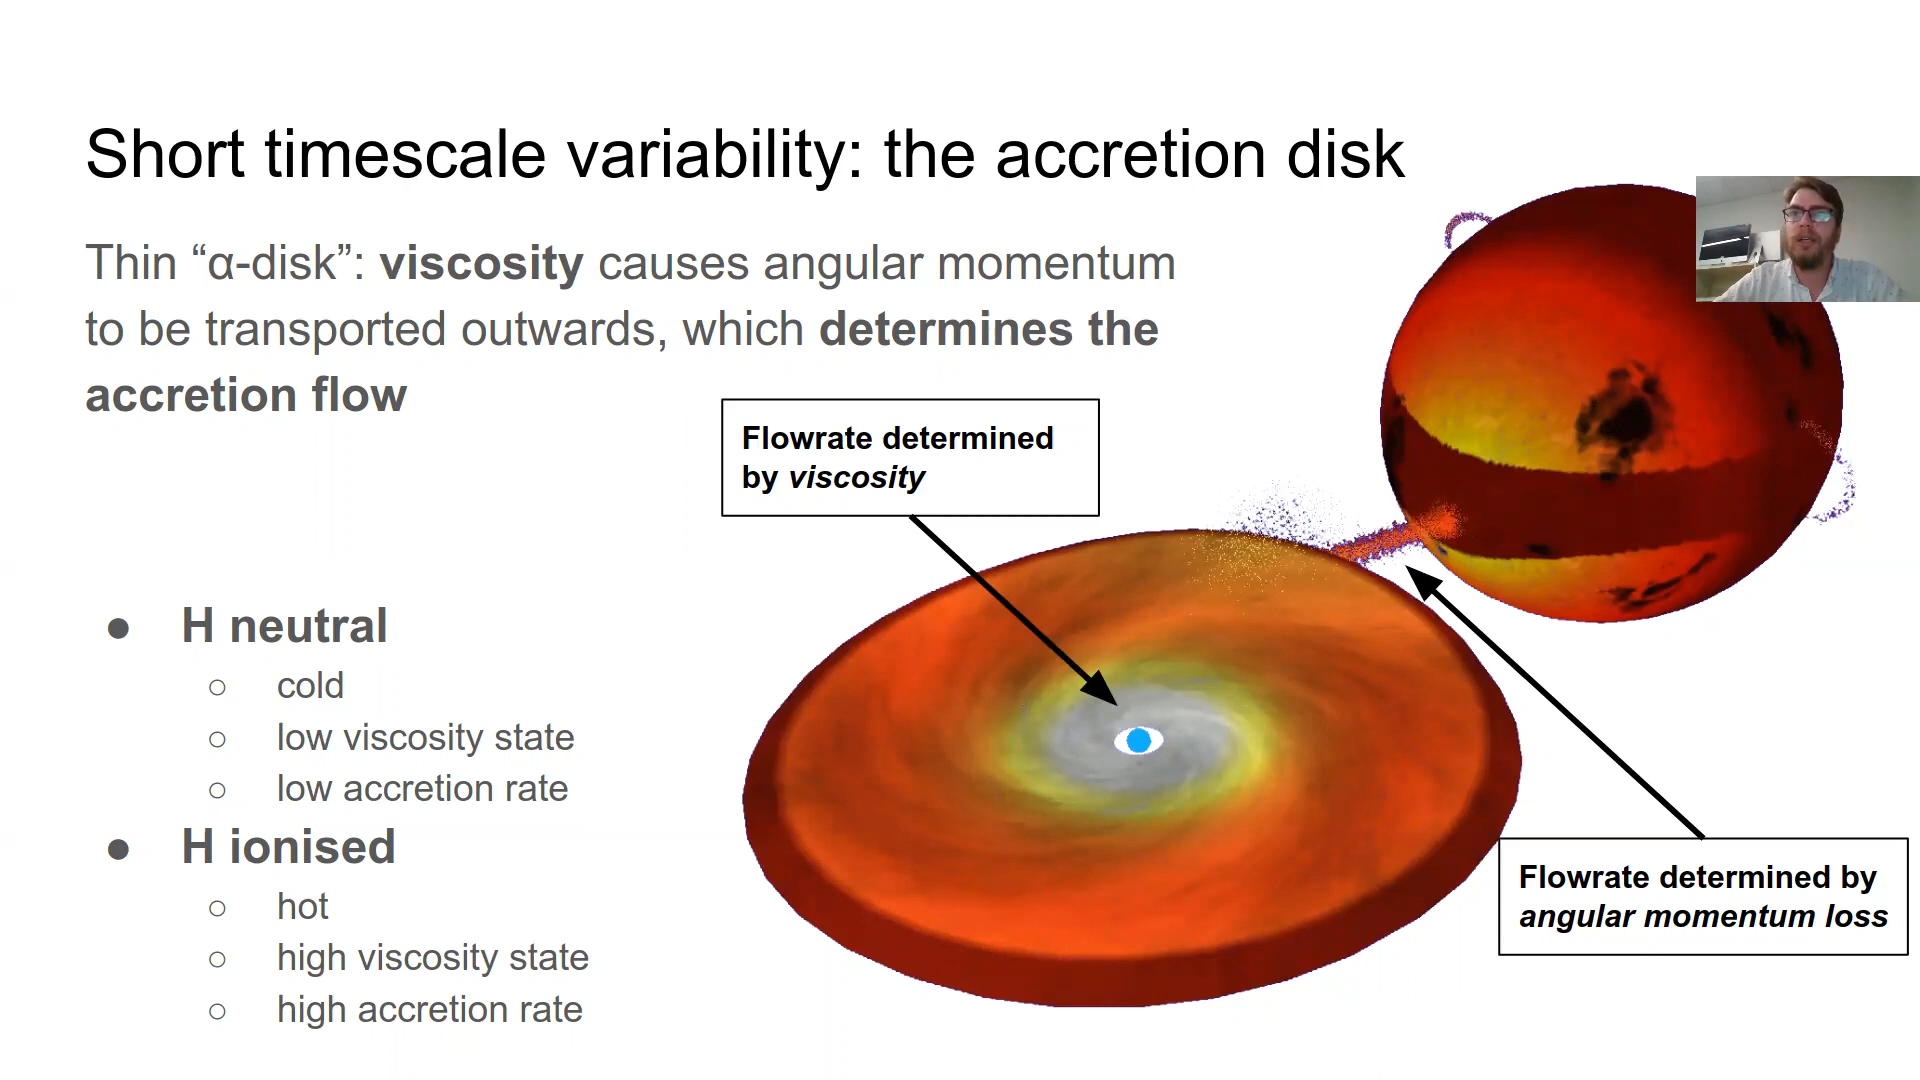 Short timescale variability: the accretion disk
Thin “α-disk”: viscosity causes angular momentum
to be transported outwards, which determines the
accretion flow
Flowrate determined
by viscosity
● H neutral
○ cold
○ low viscosity state
○ low accretion rate
● H ionised
○ hot
○ high viscosity state
○ high accretion rate
Flowrate determined by
angular momentum loss